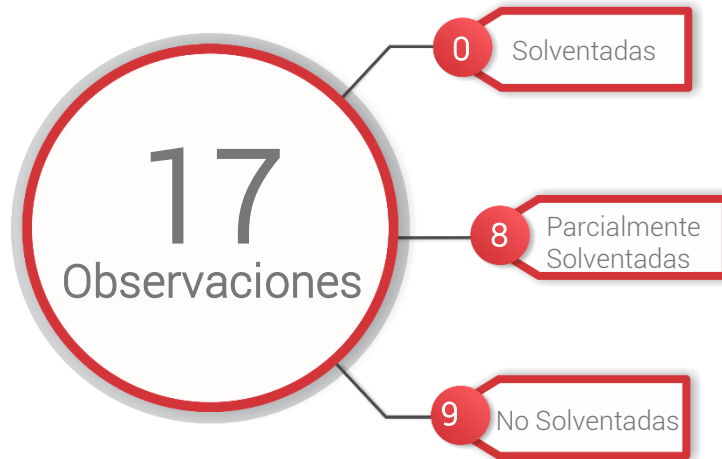 17
Observaciones
0
Solventadas
8
Parcialmente
Solventadas
9
No Solventadas